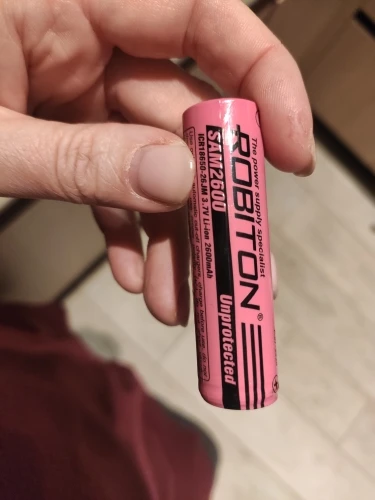 The power supply specialist
ROBITON®
SAM2600
Unprotected
ICR18650-26JM 3.7V Li-ion 2600mAh